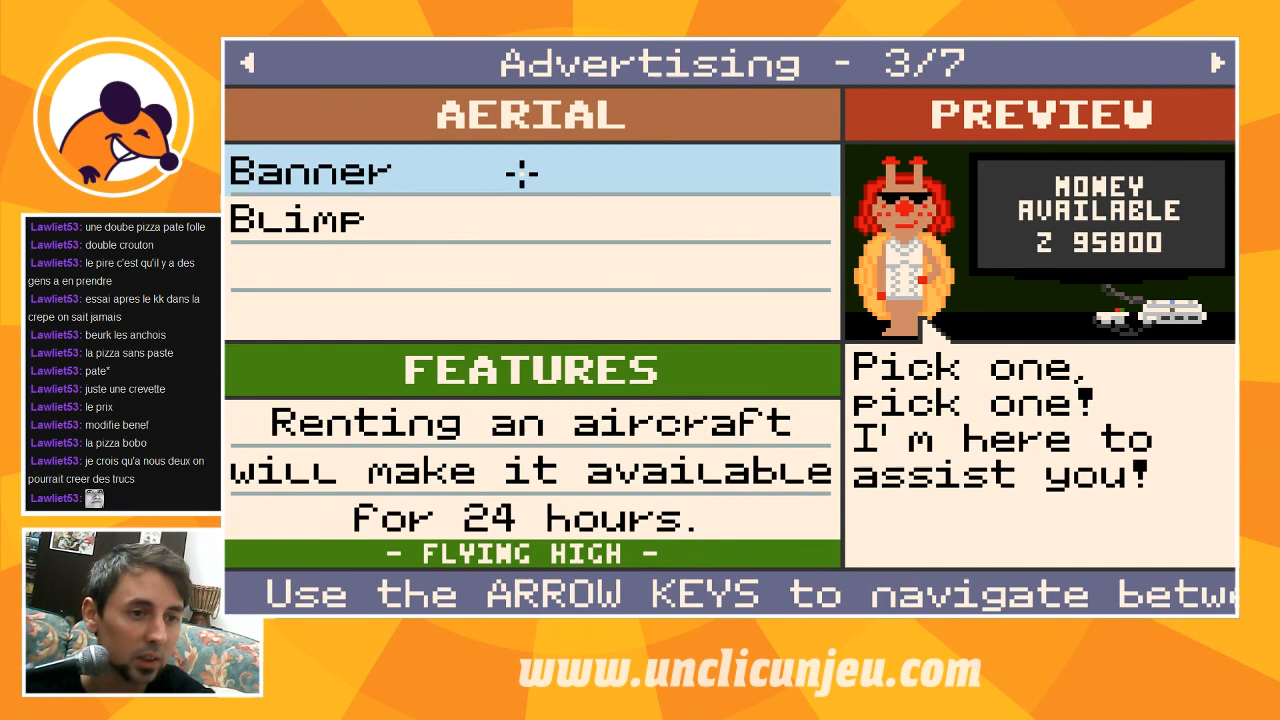 Advertising - 3/7
AERIAL
Banner
Blimp
FEATURES
Renting an aircraft
will make it available
for 24 hours.
- FLYING HIGH -
PREVIEW
MONEY
AVAILABLE
Z 95800
Pick one,
pick one!
I'm here to
assist you!
Use the ARROW KEYS to navigate betw
Lawliet53: une doube pizza pate folle
Lawliet53: double crouton
Lawliet53: le pire c'est qu'il y a des
gens a en prendre
Lawliet53: essai apres le kk dans la
crepe on sait jamais
Lawliet53: beurk les anchois
Lawliet53: la pizza sans paste
Lawliet53: pate*
Lawliet53: juste une crevette
Lawliet53: le prix
Lawliet53: modifie benef
Lawliet53: la pizza bobo
Lawliet53: je crois qu'a nous deux on
pourrait creer des trucs
Lawliet53:
www.unclicunjeu.com